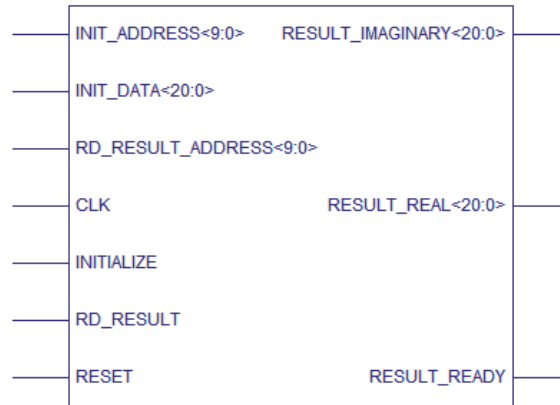 INIT_ADDRESS<9:0> RESULT_IMAGINARY<20:0>
INIT_DATA<20:0>
RD_RESULT_ADDRESS<9:0>
CLK RESULT_REAL<20:0>
INITIALIZE
RD_RESULT
RESET RESULT_READY